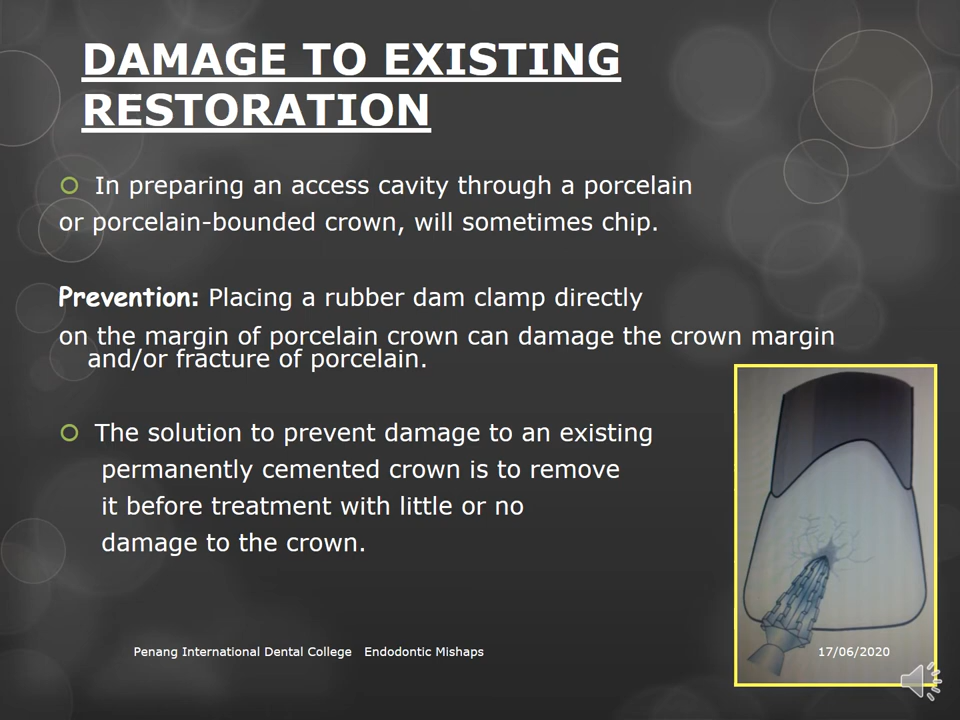 DAMAGE TO EXISTING
RESTORATION
In preparing an access cavity through a porcelain
or porcelain-bounded crown, will sometimes chip.
Prevention: Placing a rubber dam clamp directly
on the margin of porcelain crown can damage the crown margin
and/or fracture of porcelain.
The solution to prevent damage to an existing
permanently cemented crown is to remove
it before treatment with little or no
damage to the crown.
Penang International Dental College Endodontic Mishaps
17/06/2020